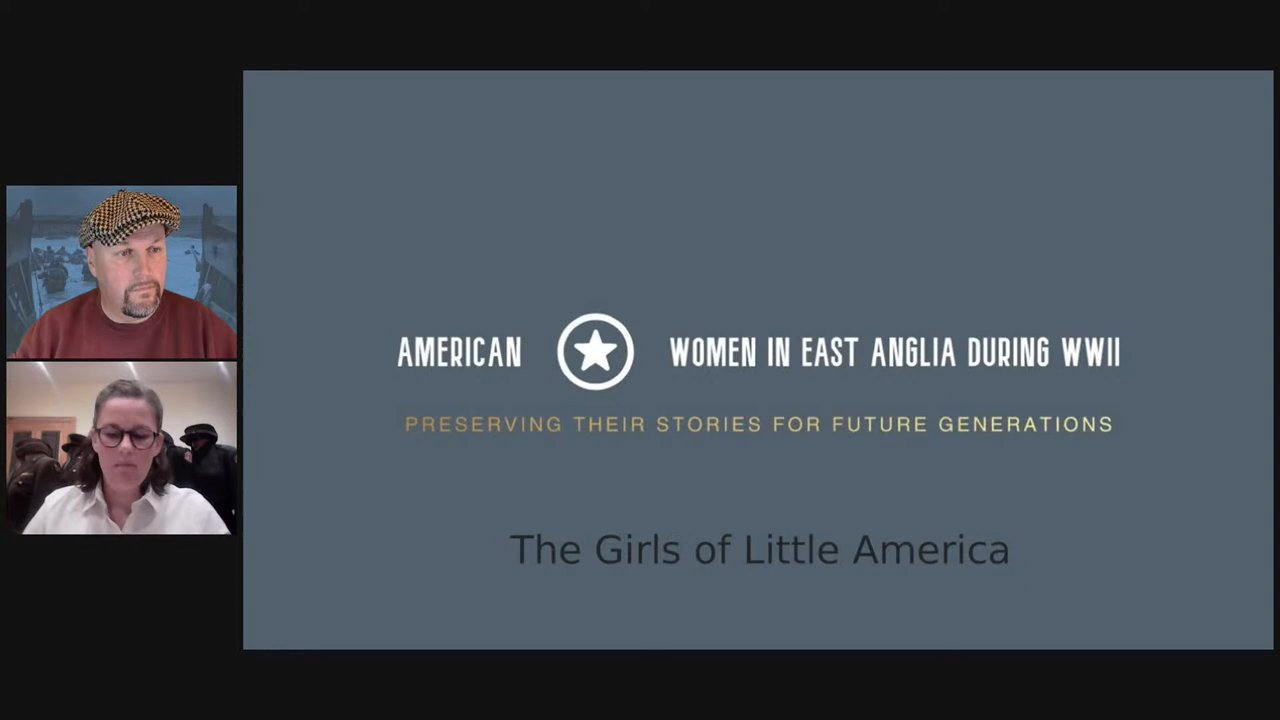 AMERICAN WOMEN IN EAST ANGLIA DURING WWII
PRESERVING THEIR STORIES FOR FUTURE GENERATIONS
The Girls of Little America